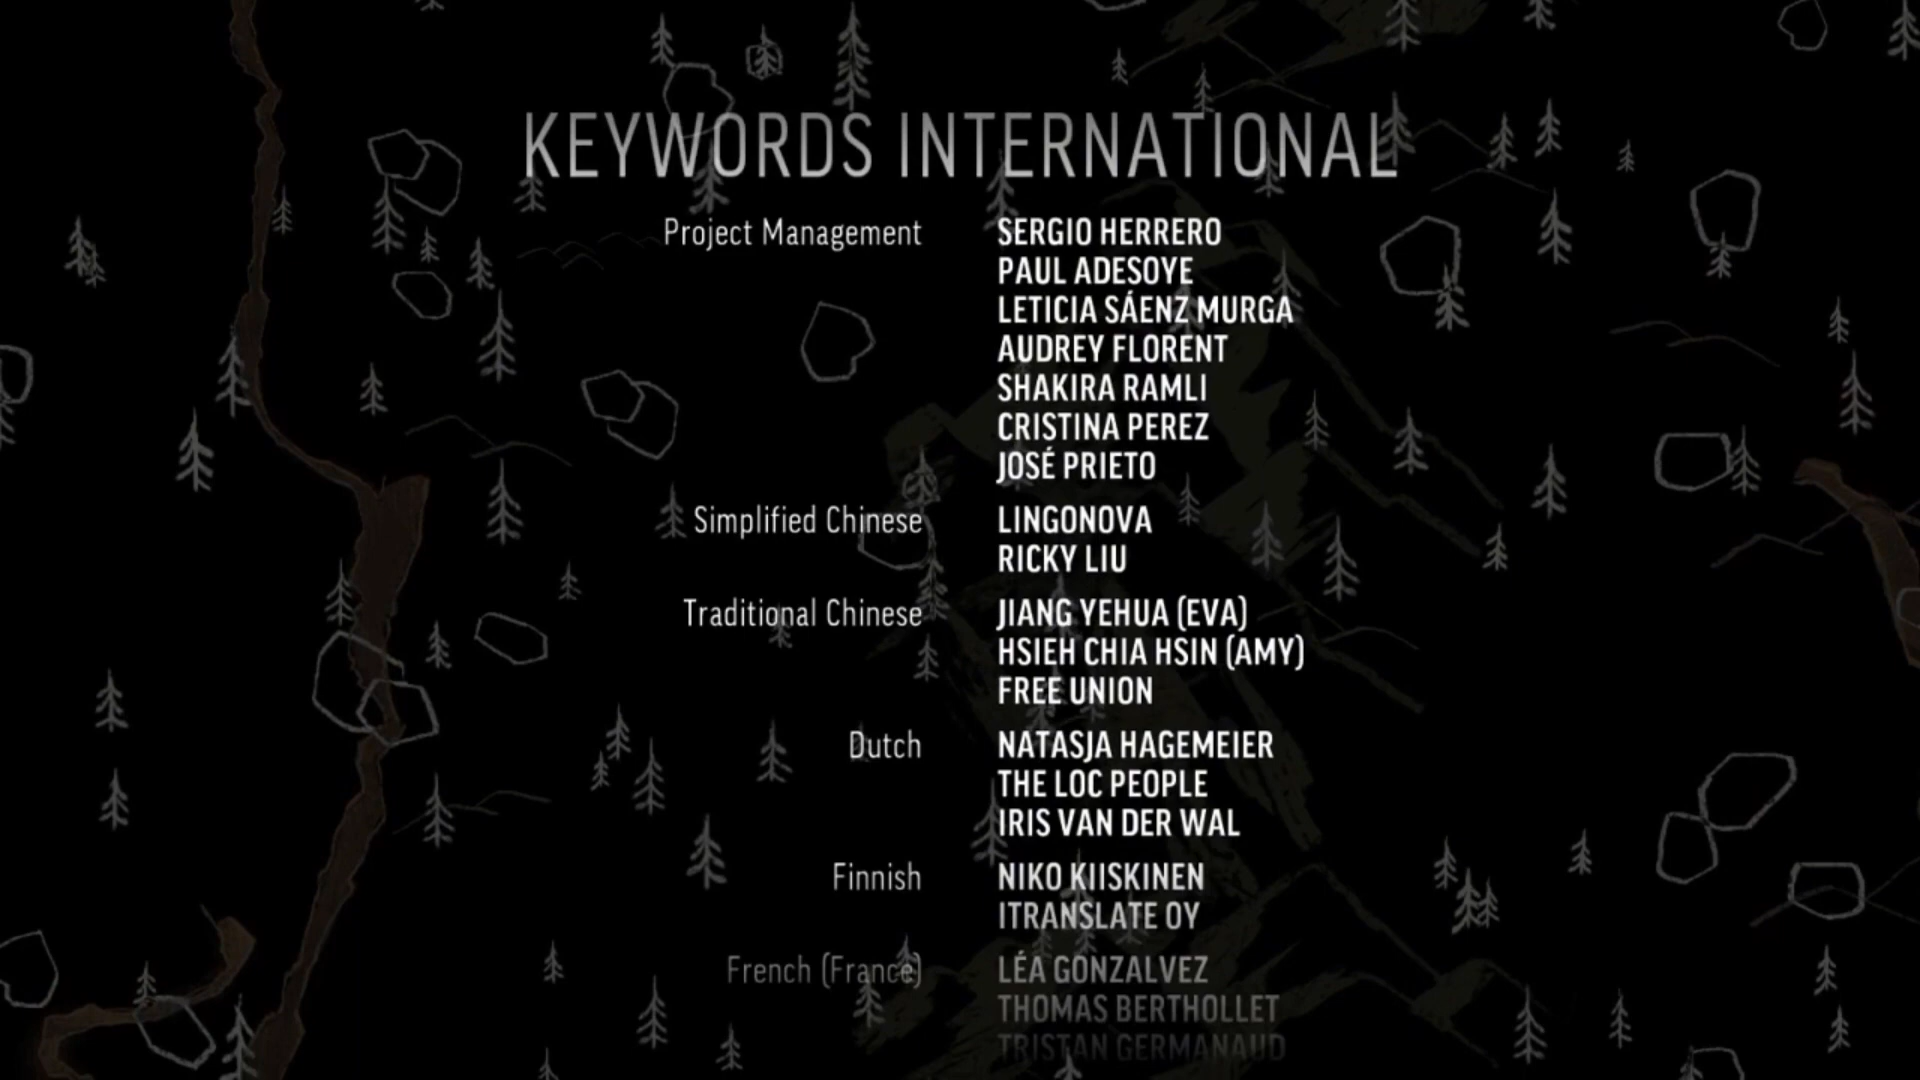 KEYWORDS INTERNATIONAL
Project Management SERGIO HERRERO
PAUL ADESOYE
LETICIA SÁENZ MURGA
AUDREY FLORENT
SHAKIRA RAMLI
CRISTINA PEREZ
JOSÉ PRIETO
Simplified Chinese LINGONOVA
RICKY LIU
Traditional Chinese JIANG YEHUA (EVA)
HSIEH CHIA HSIN (AMY)
FREE UNION
Dutch NATASJA HAGEMEIER
THE LOC PEOPLE
IRIS VAN DER WAL
Finnish NIKO KIISKINEN
ITRANSLATE OY
French (France) LÉA GONZALVEZ
THOMAS BERTHOLLET
TRISTAN GERMANAUD